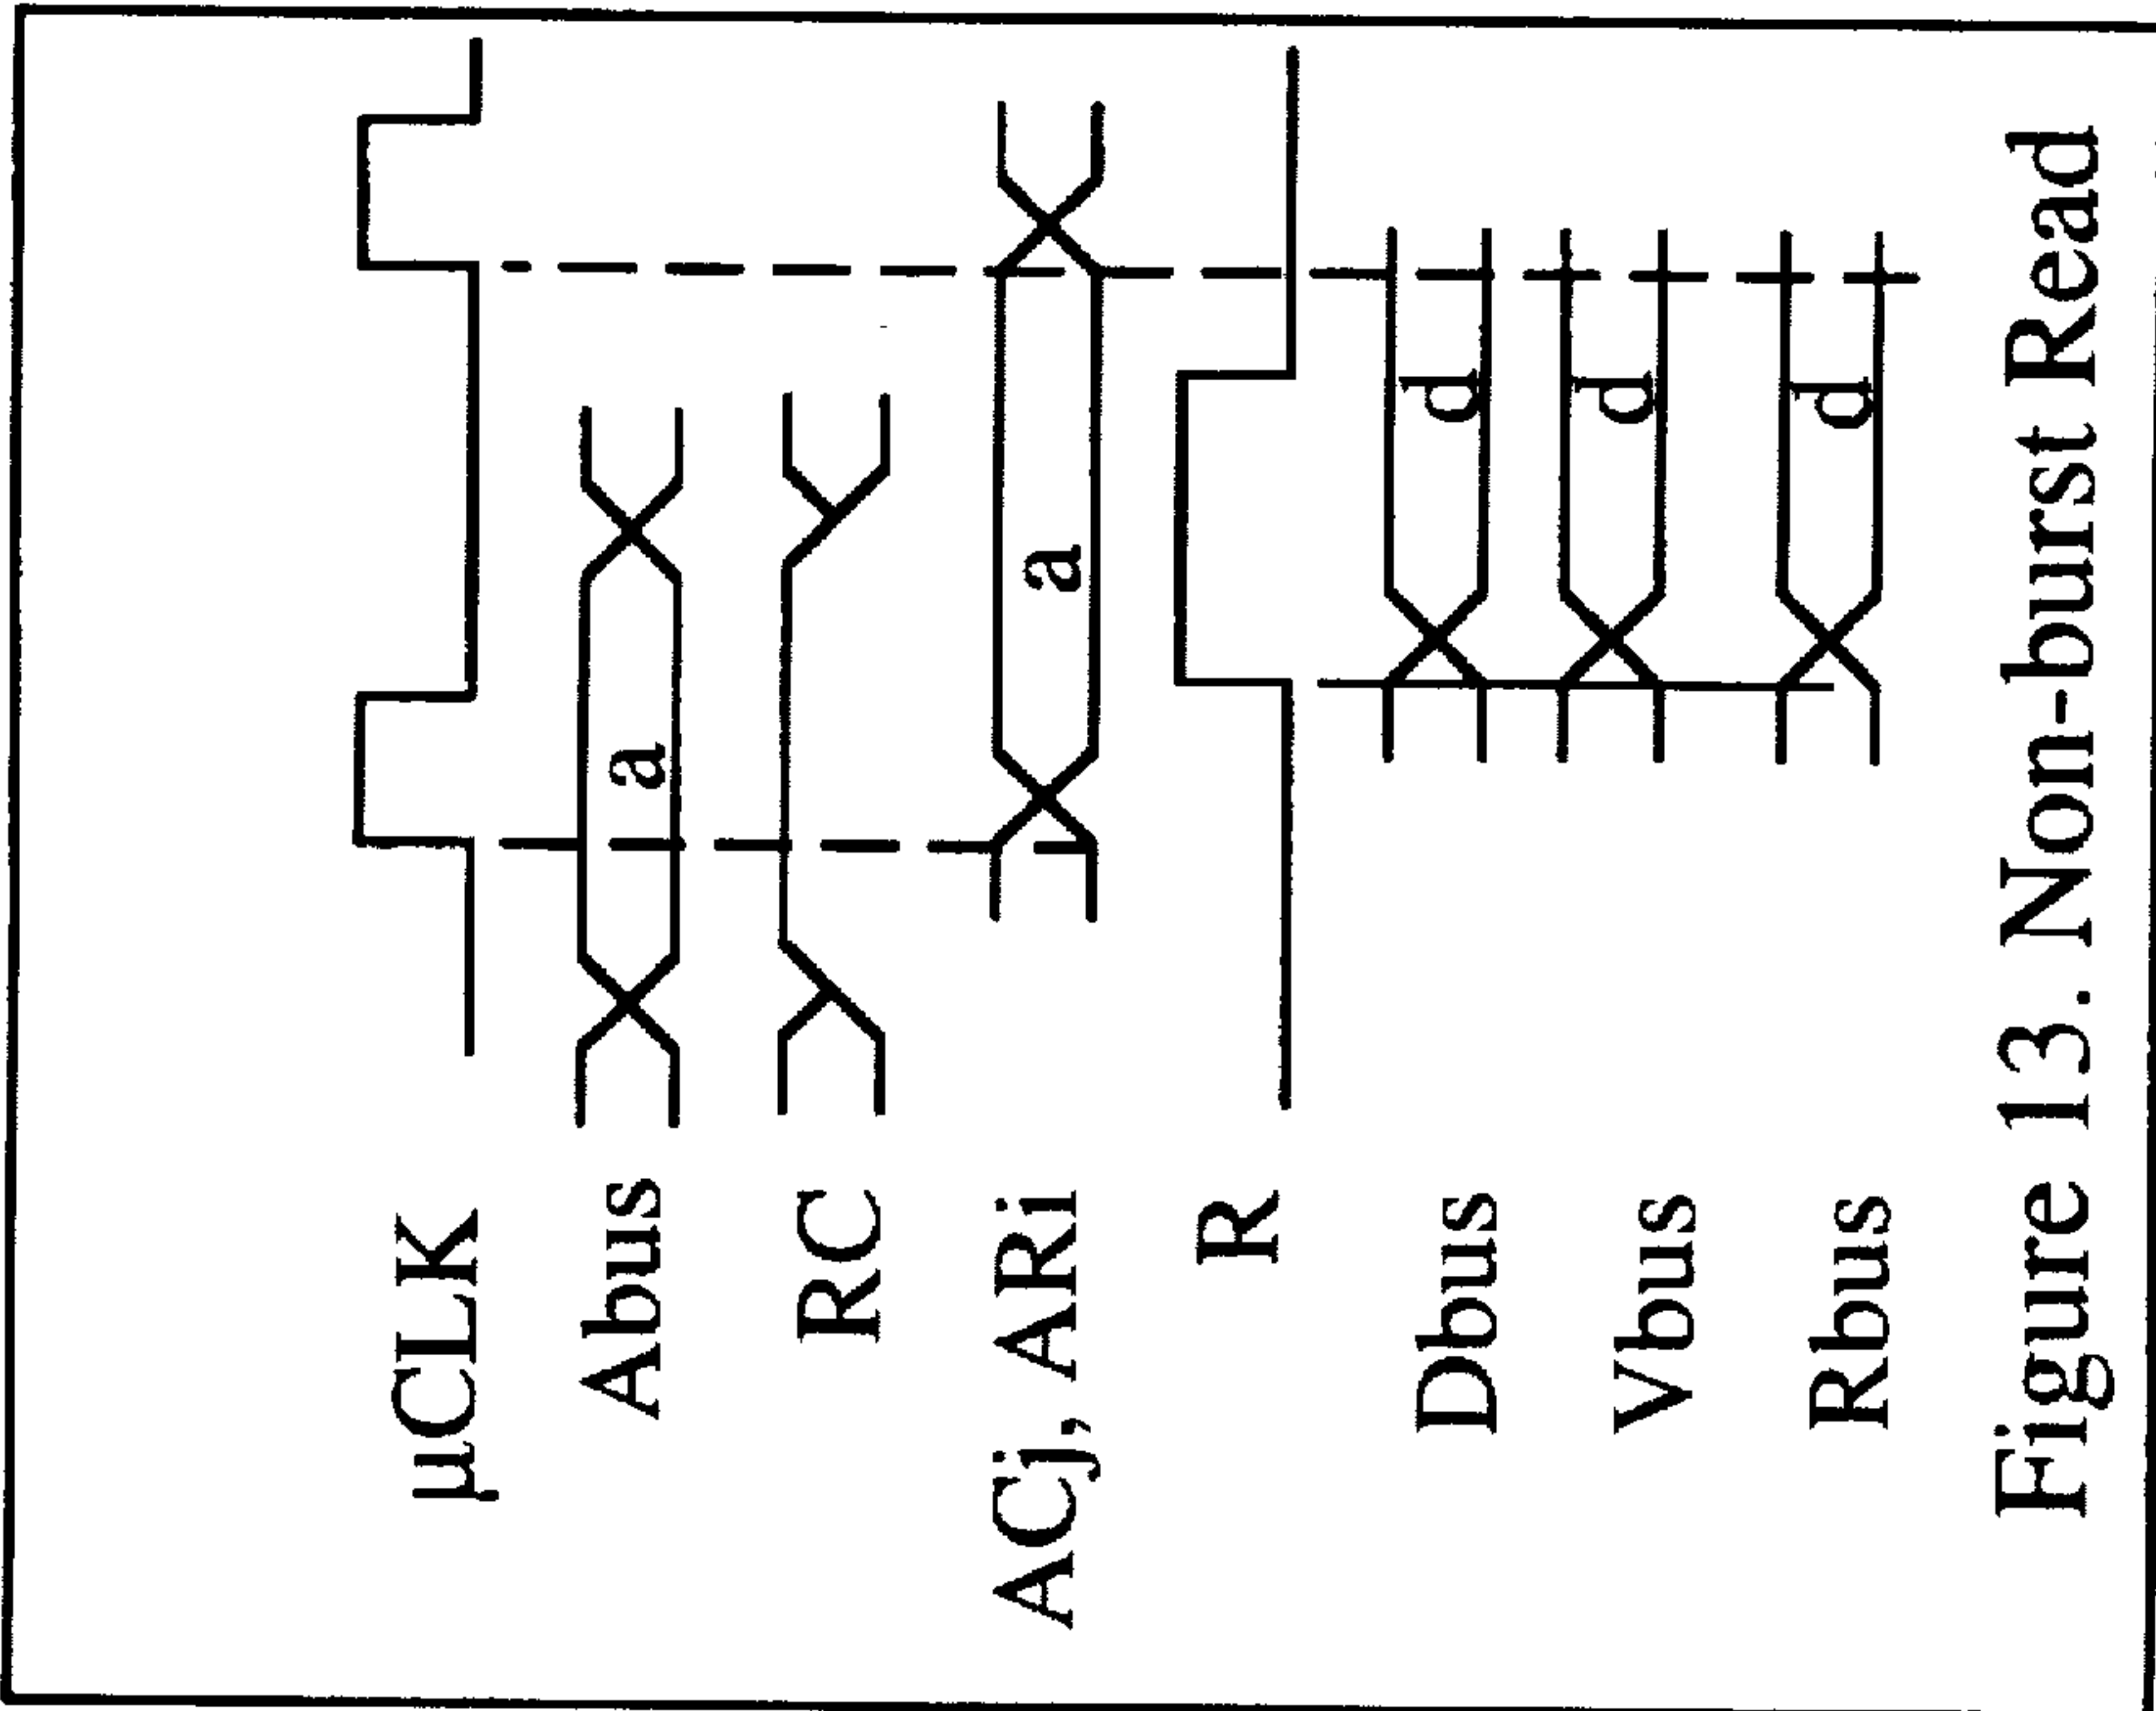 µCLK
Abus
a
RC
ACj, ARi
a
R
Dbus
d
Vbus
d
Rbus
d
Figure 13. Non-burst Read